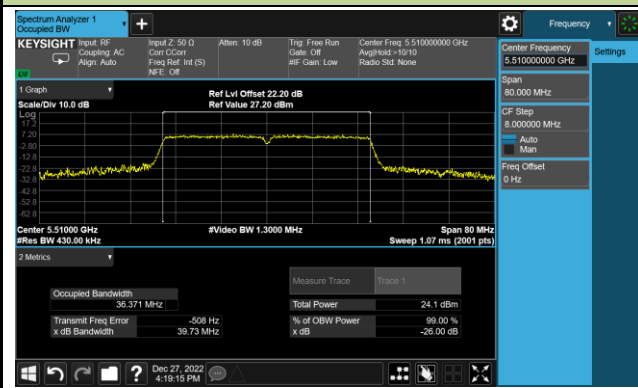 Spectrum Analyzer 1
Occupied BW
Frequency
KEYSIGHT
Input: RF
Coupling: AC
Align: Auto
Input Z: 50 Ω
Corr CCorr
Freq Ref: Int (S)
NFE: Off
Atten: 10 dB
Trig: Free Run
Gate: Off
#IF Gain: Low
Center Freq: 5.510000000 GHz
Avg|Hold:>10/10
Radio Std: None
Center Frequency
5.510000000 GHz
Settings
Span
80.000 MHz
CF Step
8.000000 MHz
Auto
Man
Freq Offset
0 Hz
1 Graph
Scale/Div 10.0 dB
Ref Lvl Offset 22.20 dB
Ref Value 27.20 dBm
Log
17.2
7.20
-2.80
-12.8
-22.8
-32.8
-42.8
-52.8
-62.8
Center 5.51000 GHz
#Video BW 1.3000 MHz
Span 80 MHz
#Res BW 430.00 kHz
Sweep 1.07 ms (2001 pts)
2 Metrics
Measure Trace
Trace 1
Occupied Bandwidth
36.371 MHz
Total Power
24.1 dBm
Transmit Freq Error
-508 Hz
% of OBW Power
99.00 %
x dB Bandwidth
39.73 MHz
x dB
-26.00 dB
Dec 27, 2022
4:19:15 PM